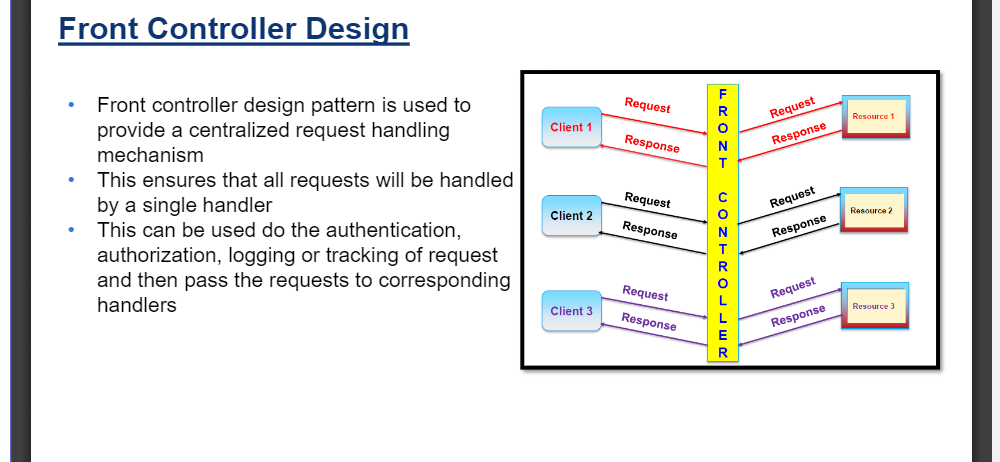 Front Controller Design
• Front controller design pattern is used to
provide a centralized request handling
mechanism
• This ensures that all requests will be handled
by a single handler
• This can be used do the authentication,
authorization, logging or tracking of request
and then pass the requests to corresponding
handlers
FRONT CONTROLLER
Client 1
Request
Response
Request
Response
Resource 1
Client 2
Request
Response
Request
Response
Resource 2
Client 3
Request
Response
Request
Response
Resource 3